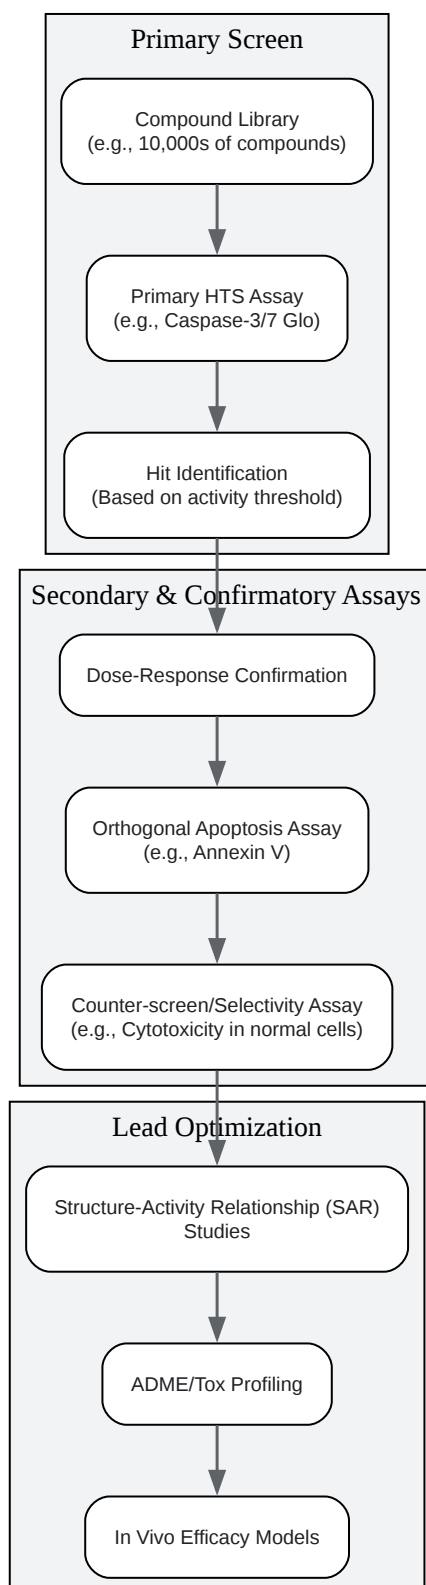 Primary Screen
Compound Library
(e.g., 10,000s of compounds)
Primary HTS Assay
(e.g., Caspase-3/7 Glo)
Hit Identification
(Based on activity threshold)
Secondary & Confirmatory Assays
Dose-Response Confirmation
Orthogonal Apoptosis Assay
(e.g., Annexin V)
Counter-screen/Selectivity Assay
(e.g., Cytotoxicity in normal cells)
Lead Optimization
Structure-Activity Relationship (SAR)
Studies
ADME/Tox Profiling
In Vivo Efficacy Models